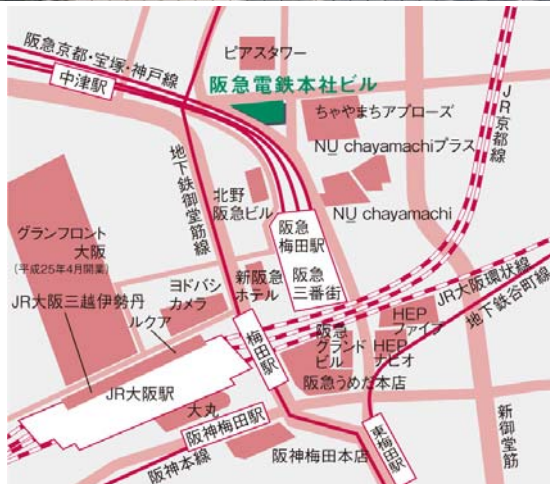 ピアスタワー
阪急京都・宝塚・神戸線
中津駅
阪急電鉄本社ビル
ちゃやまちアプローズ
JR京都線
NU chayamachiプラス
地下鉄御堂筋線
北野
阪急ビル
NU chayamachi
グランフロント
大阪
(平成25年4月開業)
阪急
梅田駅
阪急
三番街
新阪急
ホテル
ヨドバシ
カメラ
JR大阪三越伊勢丹
ルクア
JR大阪環状線
地下鉄谷町線
HEP
ファイブ
梅田駅
阪急
グランド
ビル
HEP
ナビオ
阪急うめだ本店
JR大阪駅
大丸
阪神梅田駅
阪神本線
阪神梅田本店
東梅田駅
新御堂筋